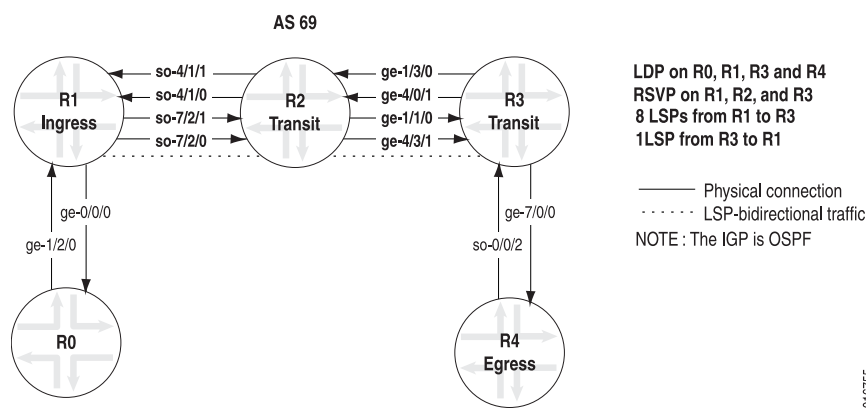 AS 69
R1
Ingress
so-4/1/1
so-4/1/0
so-7/2/1
so-7/2/0
R2
Transit
ge-1/3/0
ge-4/0/1
ge-1/1/0
ge-4/3/1
R3
Transit
LDP on R0, R1, R3 and R4
RSVP on R1, R2, and R3
8 LSPs from R1 to R3
1LSP from R3 to R1
Physical connection
LSP-bidirectional traffic
NOTE : The IGP is OSPF
ge-0/0/0
ge-1/2/0
ge-7/0/0
so-0/0/2
R0
R4
Egress